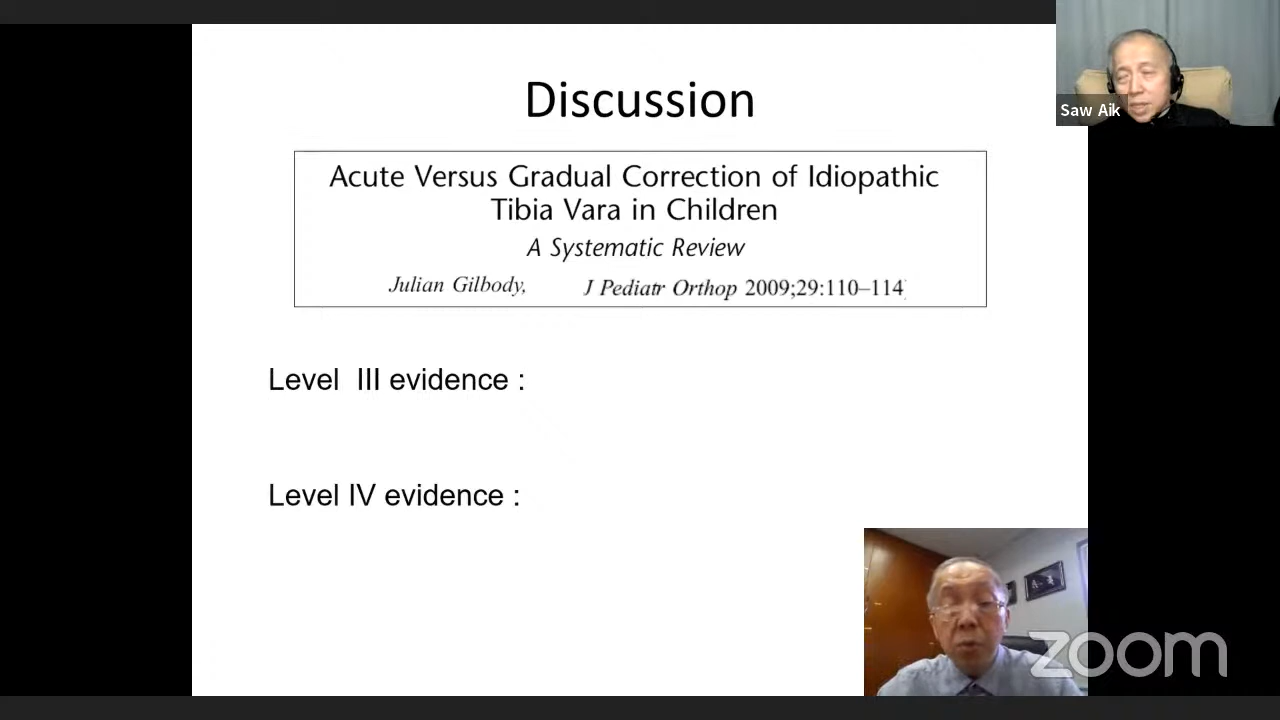 Discussion
Acute Versus Gradual Correction of Idiopathic
Tibia Vara in Children
A Systematic Review
Julian Gilbody, J Pediatr Orthop 2009;29:110–114
Level III evidence :
Level IV evidence :
Saw Aik
zoom